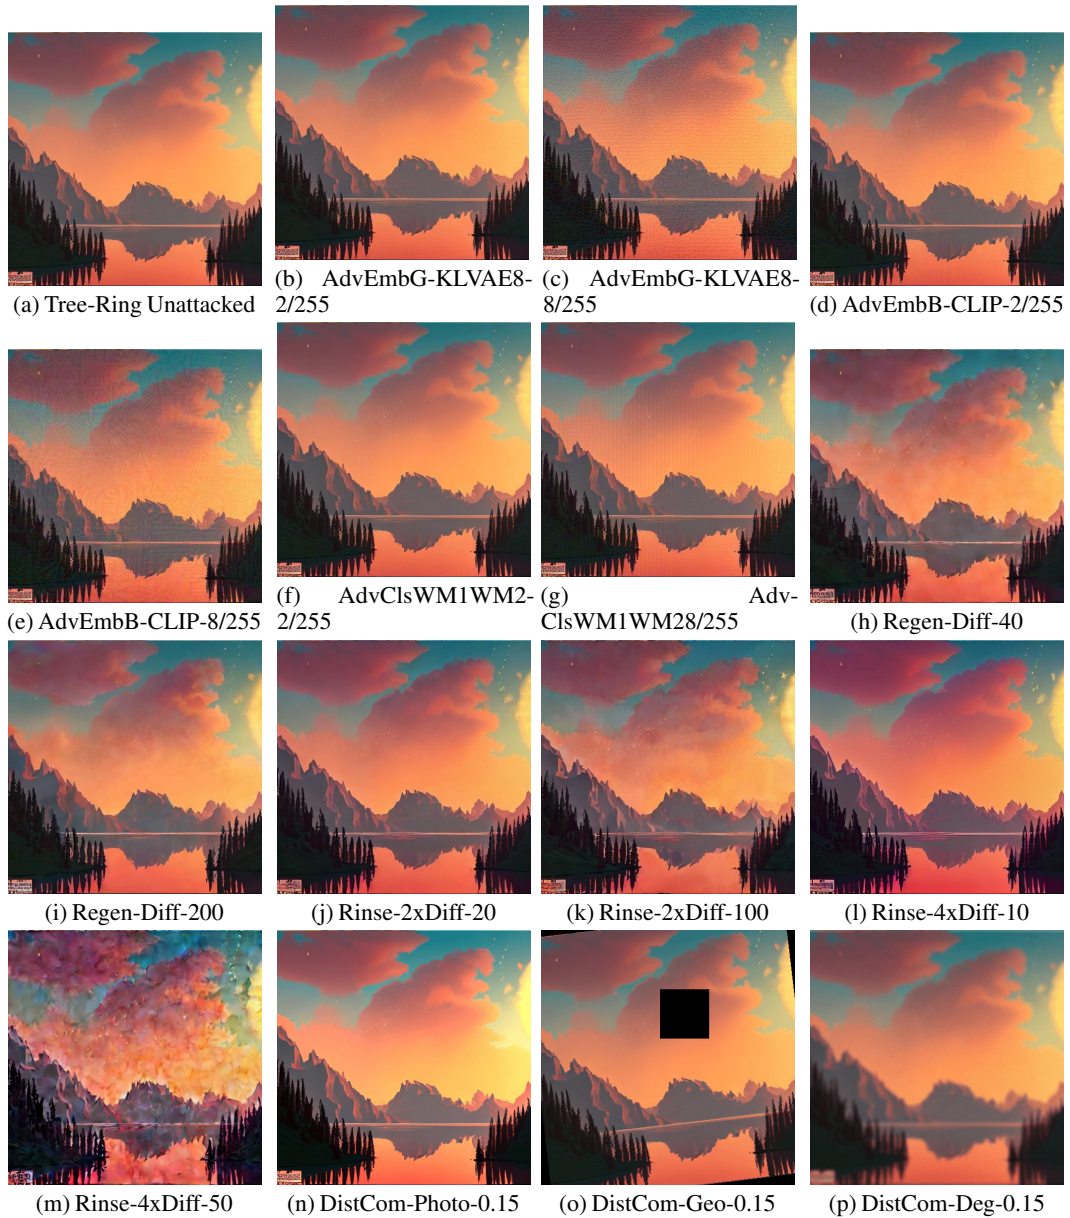 (a) Tree-Ring Unattacked
(b) AdvEmbG-KLVAE8-
2/255
(c) AdvEmbG-KLVAE8-
8/255
(d) AdvEmbB-CLIP-2/255
(e) AdvEmbB-CLIP-8/255
(f) AdvClsWM1WM2-
2/255
(g) Adv-
ClsWM1WM28/255
(h) Regen-Diff-40
(i) Regen-Diff-200
(j) Rinse-2xDiff-20
(k) Rinse-2xDiff-100
(l) Rinse-4xDiff-10
(m) Rinse-4xDiff-50
(n) DistCom-Photo-0.15
(o) DistCom-Geo-0.15
(p) DistCom-Deg-0.15